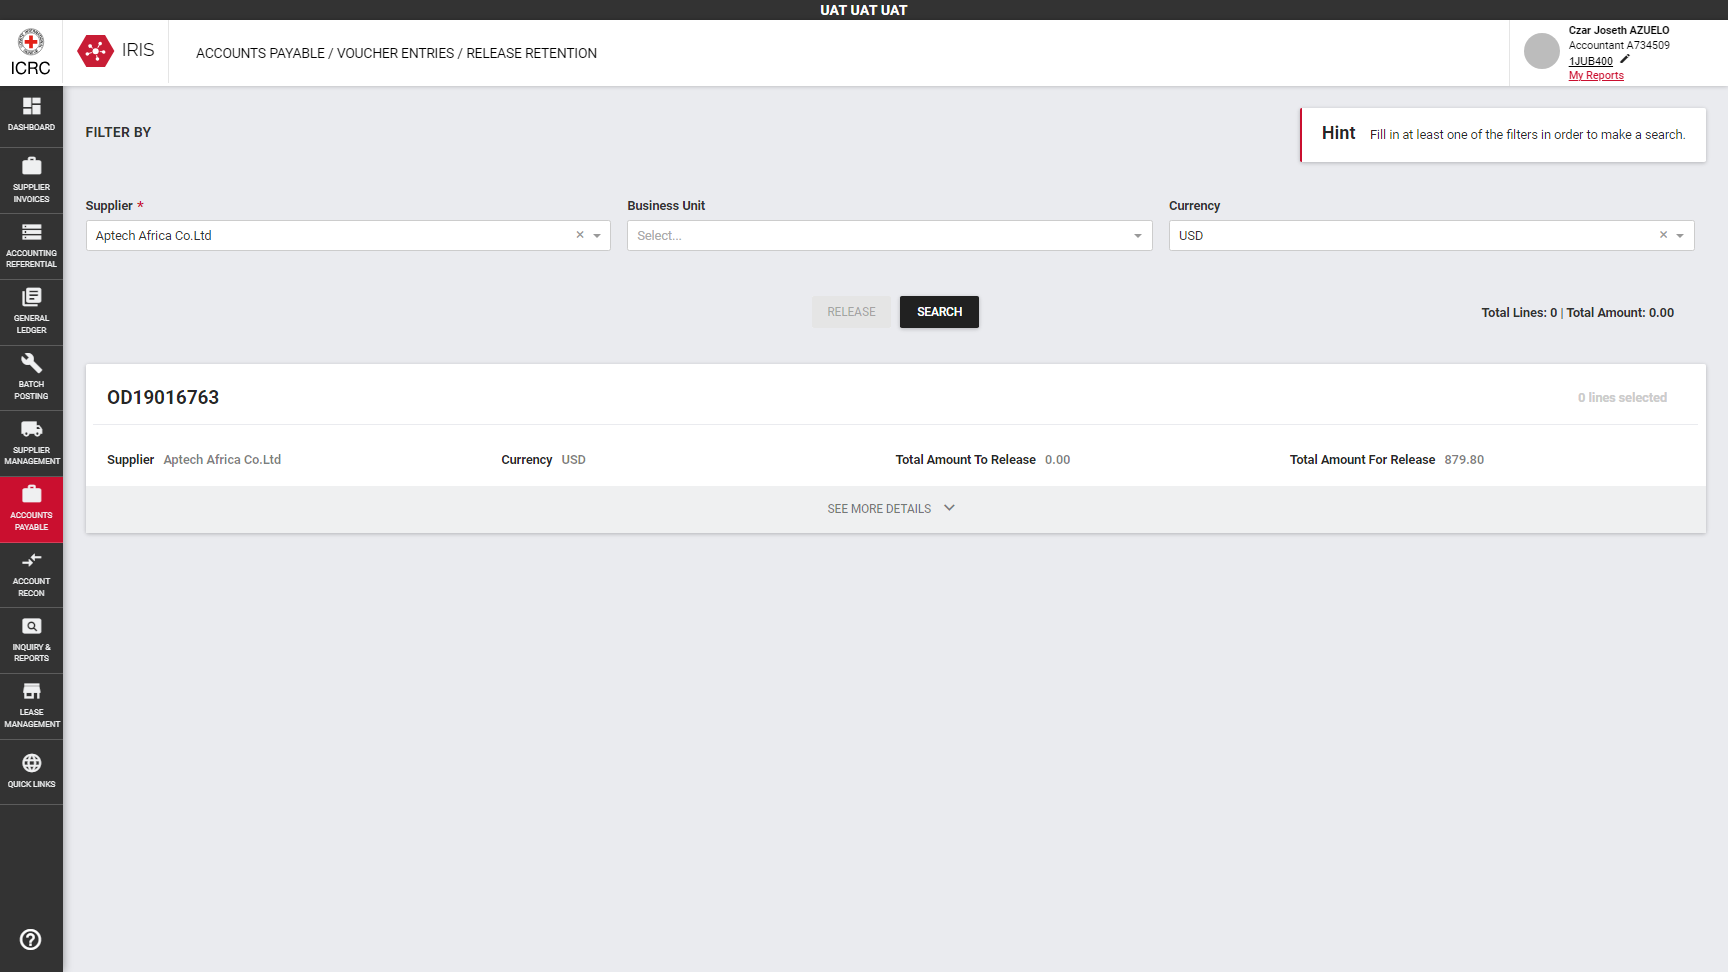 UAT UAT UAT
ICRC
IRIS
ACCOUNTS PAYABLE / VOUCHER ENTRIES / RELEASE RETENTION
Czar Joseth AZUELO
Accountant A734509
1JUB400
My Reports
DASHBOARD
SUPPLIER
INVOICES
ACCOUNTING
REFERENTIAL
GENERAL
LEDGER
BATCH
POSTING
SUPPLIER
MANAGEMENT
ACCOUNTS
PAYABLE
ACCOUNT
RECON
INQUIRY &
REPORTS
LEASE
MANAGEMENT
QUICK LINKS
FILTER BY
Hint Fill in at least one of the filters in order to make a search.
Supplier * Business Unit Currency
Aptech Africa Co.Ltd Select... USD
RELEASE SEARCH Total Lines: 0 | Total Amount: 0.00
OD19016763 0 lines selected
Supplier Aptech Africa Co.Ltd Currency USD Total Amount To Release 0.00 Total Amount For Release 879.80
SEE MORE DETAILS